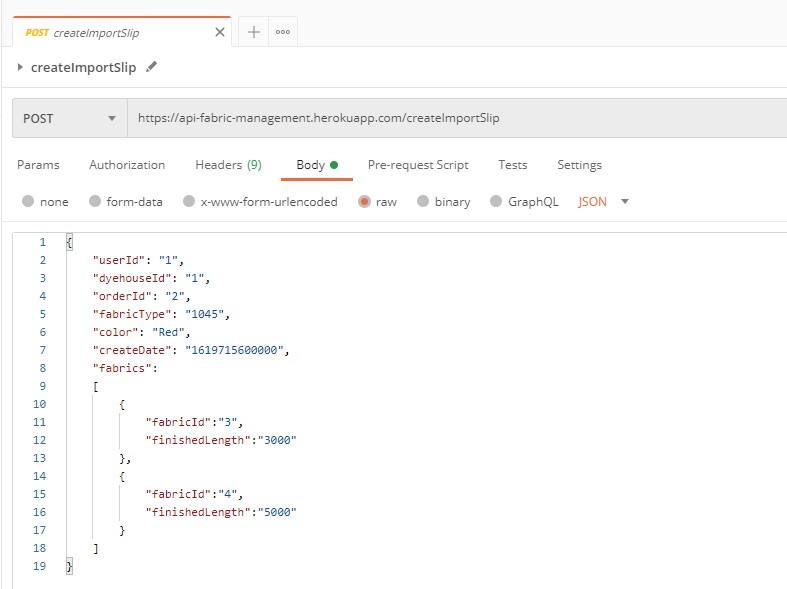 POST createImportSlip
createImportSlip
POST https://api-fabric-management.herokuapp.com/createImportSlip
Params Authorization Headers (9) Body Pre-request Script Tests Settings
none form-data x-www-form-urlencoded raw binary GraphQL JSON
1 {
2 "userId": "1",
3 "dyehouseId": "1",
4 "orderId": "2",
5 "fabricType": "1045",
6 "color": "Red",
7 "createDate": "1619715600000",
8 "fabrics":
9 [
10 {
11 "fabricId":"3",
12 "finishedLength":"3000"
13 },
14 {
15 "fabricId":"4",
16 "finishedLength":"5000"
17 }
18 ]
19 }